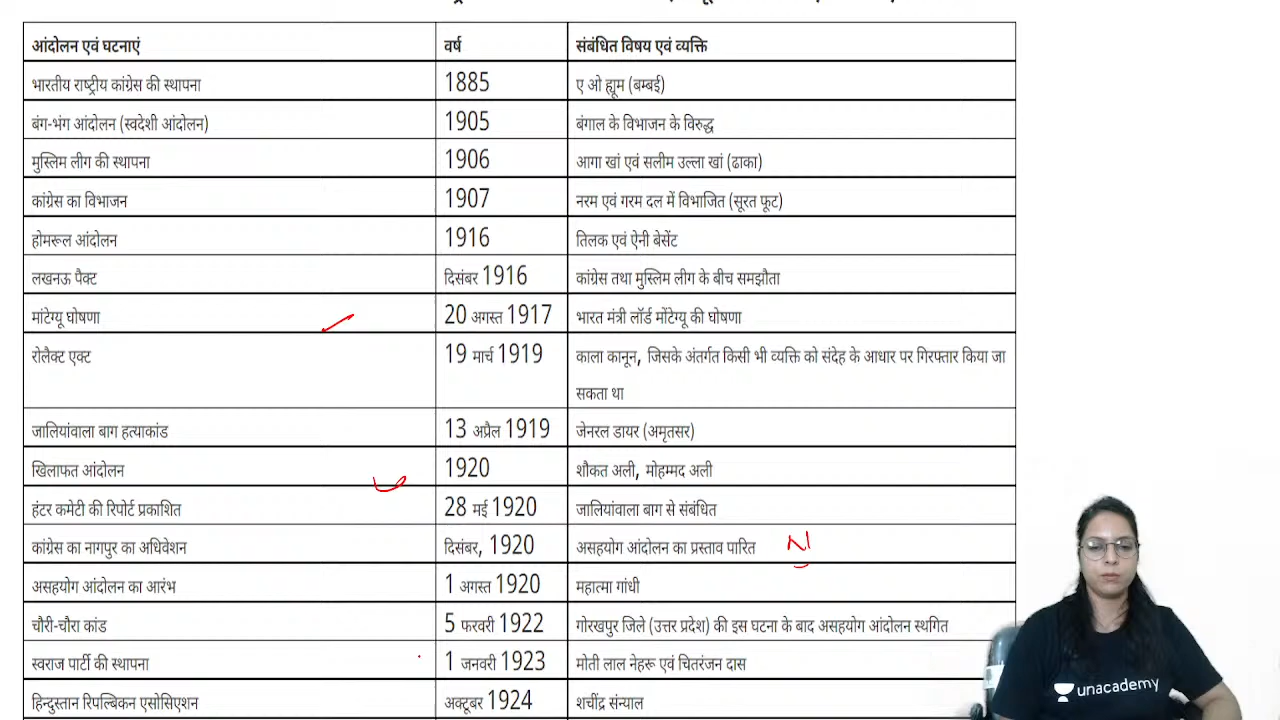 आंदोलन एवं घटनाएं वर्ष संबंधित विषय एवं व्यक्ति
भारतीय राष्ट्रीय कांग्रेस की स्थापना 1885 ए ओ ह्यूम (बम्बई)
बंग-भंग आंदोलन (स्वदेशी आंदोलन) 1905 बंगाल के विभाजन के विरुद्ध
मुस्लिम लीग की स्थापना 1906 आगा खां एवं सलीम उल्ला खां (ढाका)
कांग्रेस का विभाजन 1907 नरम एवं गरम दल में विभाजित (सूरत फूट)
होमरूल आंदोलन 1916 तिलक एवं ऐनी बेसेंट
लखनऊ पैक्ट दिसंबर 1916 कांग्रेस तथा मुस्लिम लीग के बीच समझौता
मांटेग्यू घोषणा 20 अगस्त 1917 भारत मंत्री लॉर्ड मोंटेग्यू की घोषणा
रोलैक्ट एक्ट 19 मार्च 1919 काला कानून, जिसके अंतर्गत किसी भी व्यक्ति को संदेह के आधार पर गिरफ्तार किया जा
सकता था
जालियांवाला बाग हत्याकांड 13 अप्रैल 1919 जेनरल डायर (अमृतसर)
खिलाफत आंदोलन 1920 शौकत अली, मोहम्मद अली
हंटर कमेटी की रिपोर्ट प्रकाशित 28 मई 1920 जालियांवाला बाग से संबंधित
कांग्रेस का नागपुर का अधिवेशन दिसंबर, 1920 असहयोग आंदोलन का प्रस्ताव पारित N
असहयोग आंदोलन का आरंभ 1 अगस्त 1920 महात्मा गांधी
चौरी-चौरा कांड 5 फरवरी 1922 गोरखपुर जिले (उत्तर प्रदेश) की इस घटना के बाद असहयोग आंदोलन स्थगित
स्वराज पार्टी की स्थापना 1 जनवरी 1923 मोती लाल नेहरू एवं चितरंजन दास
हिन्दुस्तान रिपल्बिकन एसोसिएशन अक्टूबर 1924 शचींद्र संन्याल
unacademy